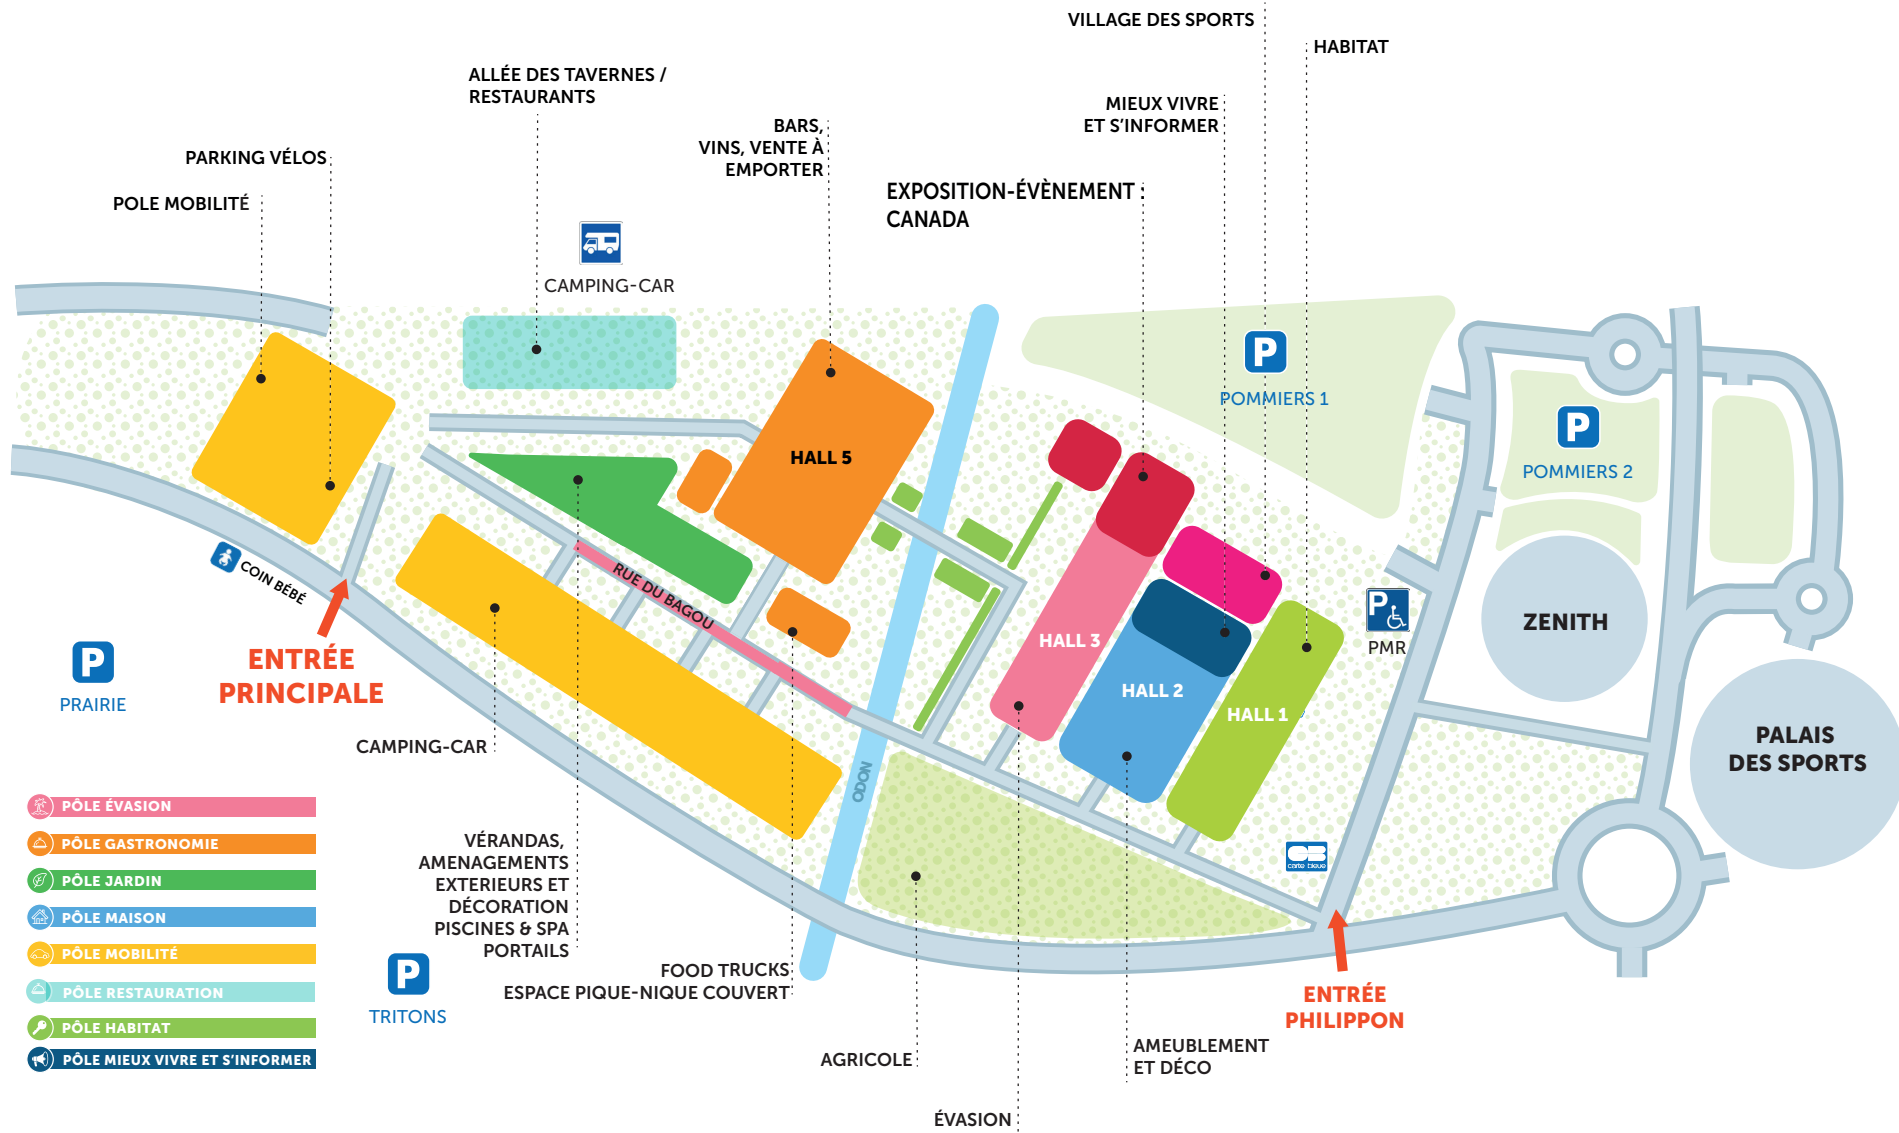 VILLAGE DES SPORTS
HABITAT
ALLÉE DES TAVERNES /
RESTAURANTS
MIEUX VIVRE
ET S'INFORMER
BARS,
VINS, VENTE À
EMPORTER
PARKING VÉLOS
POLE MOBILITÉ
EXPOSITION-ÉVÈNEMENT :
CANADA
CAMPING-CAR
P
POMMIERS 1
P
POMMIERS 2
HALL 5
COIN BÉBÉ
RUE DU BAGOU
P
PMR
ZENITH
HALL 3
HALL 2
HALL 1
ENTRÉE
PRINCIPALE
P
PRAIRIE
CAMPING-CAR
ODON
PALAIS
DES SPORTS
PÔLE ÉVASION
PÔLE GASTRONOMIE
PÔLE JARDIN
PÔLE MAISON
PÔLE MOBILITÉ
PÔLE RESTAURATION
PÔLE HABITAT
PÔLE MIEUX VIVRE ET S'INFORMER
VÉRANDAS,
AMENAGEMENTS
EXTERIEURS ET
DÉCORATION
PISCINES & SPA
PORTAILS
CB
carte bleue
P
TRITONS
FOOD TRUCKS
ESPACE PIQUE-NIQUE COUVERT
ENTRÉE
PHILIPPON
AGRICOLE
AMEUBLEMENT
ET DÉCO
ÉVASION